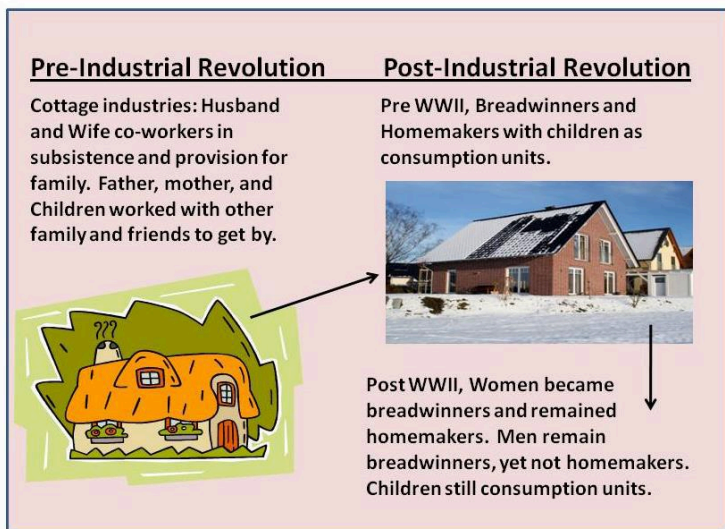 Pre-Industrial Revolution
Cottage industries: Husband
and Wife co-workers in
subsistence and provision for
family. Father, mother, and
Children worked with other
family and friends to get by.
Post-Industrial Revolution
Pre WWII, Breadwinners and
Homemakers with children as
consumption units.
Post WWII, Women became
breadwinners and remained
homemakers. Men remain
breadwinners, yet not homemakers.
Children still consumption units.